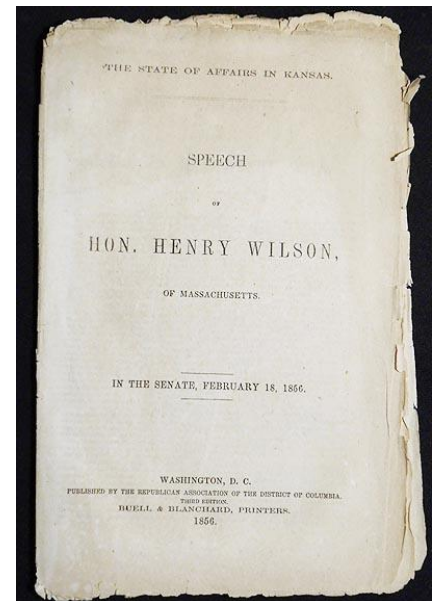 THE STATE OF AFFAIRS IN KANSAS.
SPEECH
OF
HON. HENRY WILSON,
OF MASSACHUSETTS.
IN THE SENATE, FEBRUARY 18, 1856.
WASHINGTON, D. C.
PUBLISHED BY THE REPUBLICAN ASSOCIATION OF THE DISTRICT OF COLUMBIA.
THIRD EDITION.
BUELL & BLANCHARD, PRINTERS.
1856.